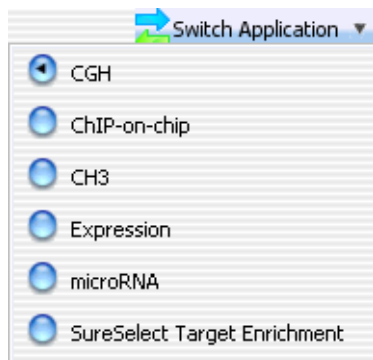 Switch Application
CGH
ChIP-on-chip
CH3
Expression
microRNA
SureSelect Target Enrichment